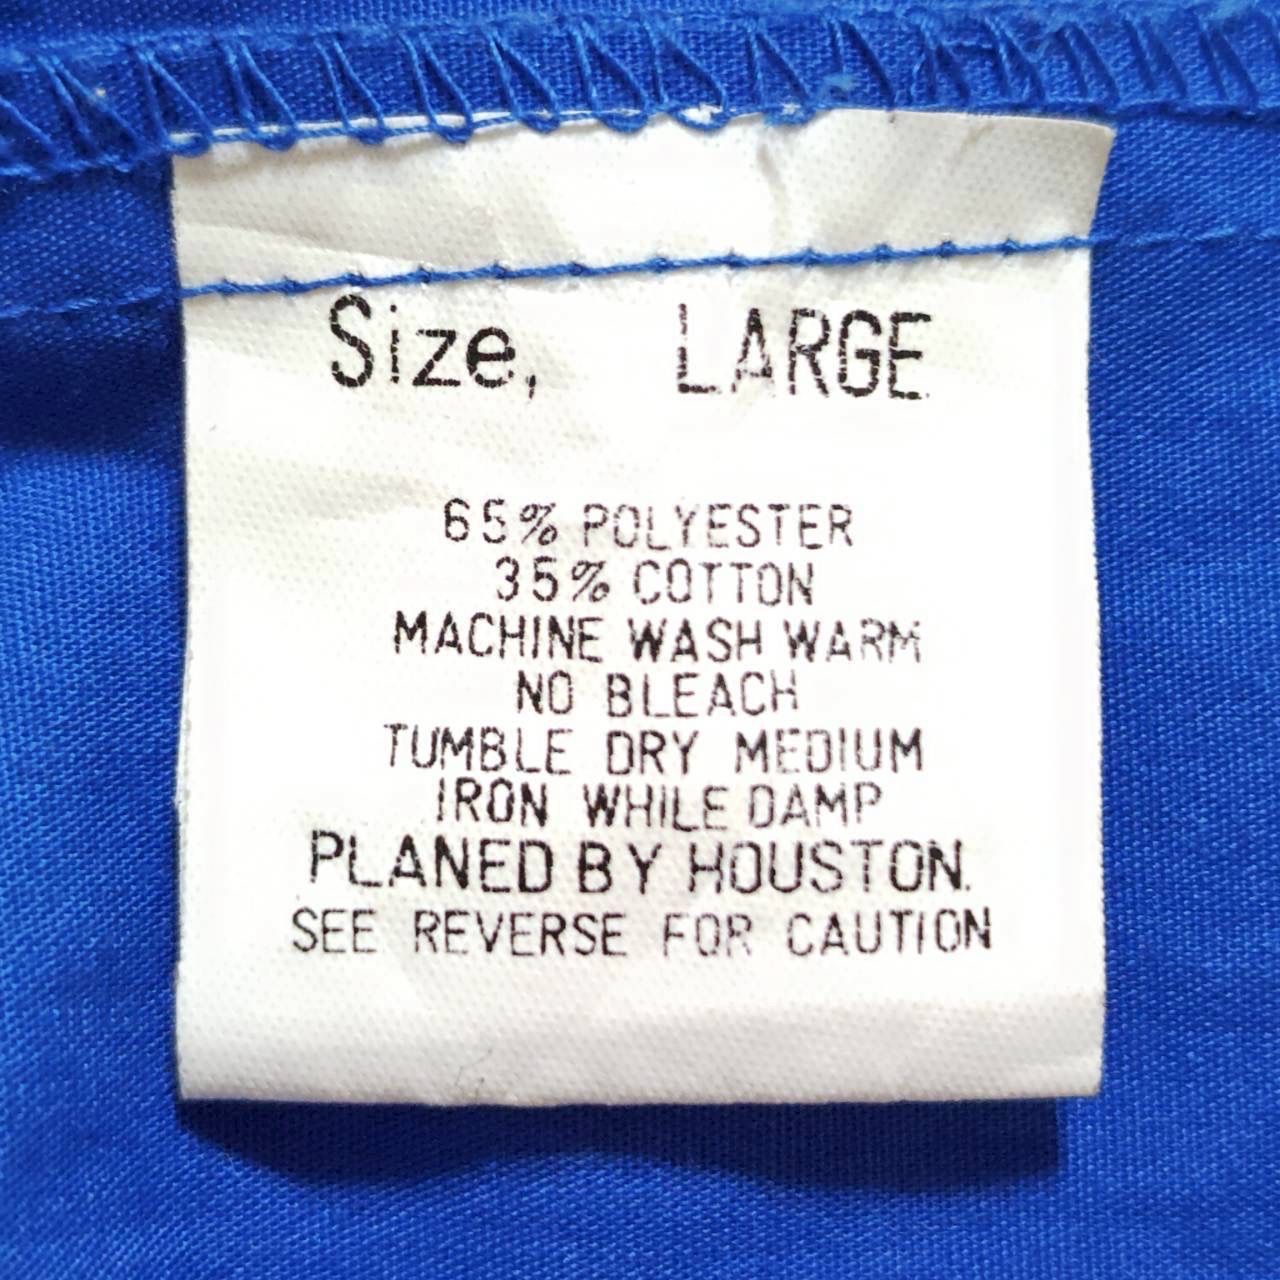 Size, LARGE
65% POLYESTER
35% COTTON
MACHINE WASH WARM
NO BLEACH
TUMBLE DRY MEDIUM
IRON WHILE DAMP
PLANED BY HOUSTON.
SEE REVERSE FOR CAUTION